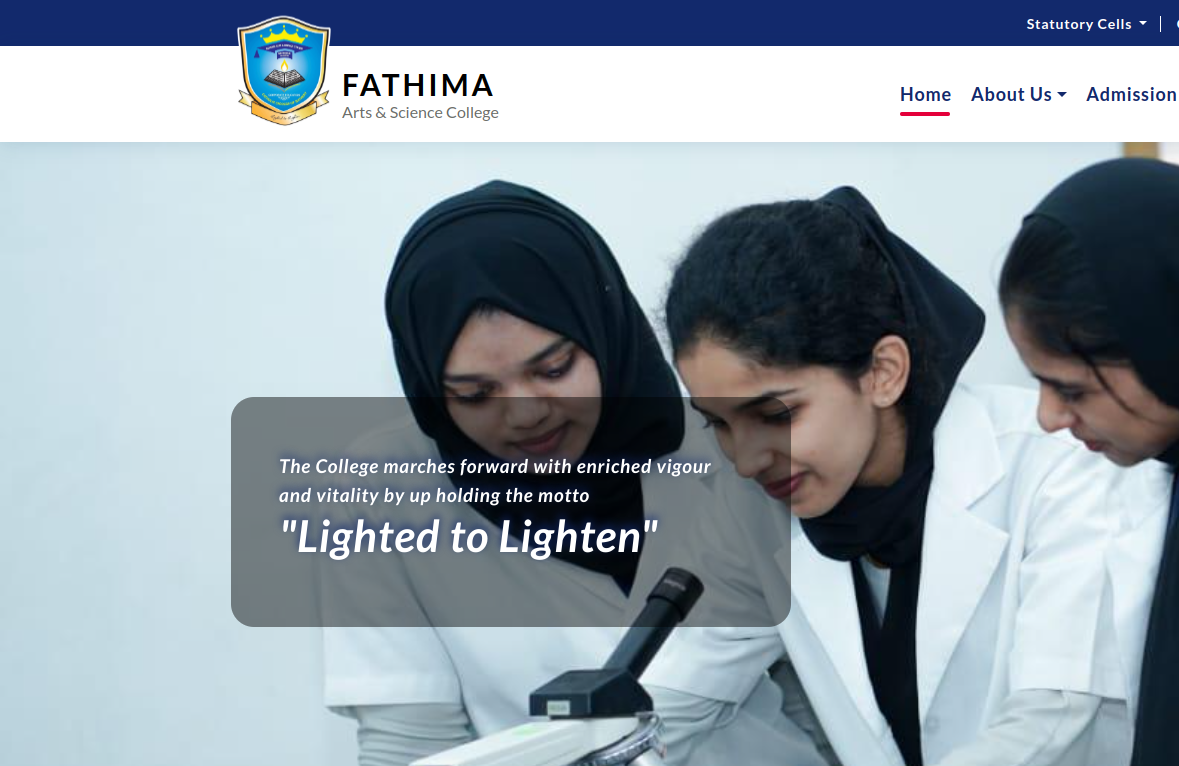 Statutory Cells
FATHIMA
Arts & Science College
Home About Us Admission
The College marches forward with enriched vigour
and vitality by up holding the motto
"Lighted to Lighten"